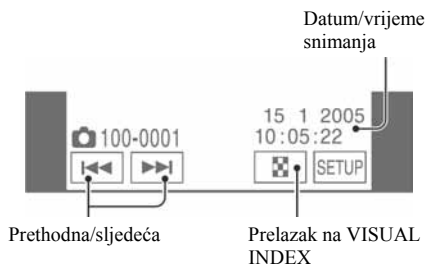 Datum/vrijeme
snimanja
15 1 2005
100-0001
10:05:22
SETUP
Prethodna/sljedeća
Prelazak na VISUAL
INDEX